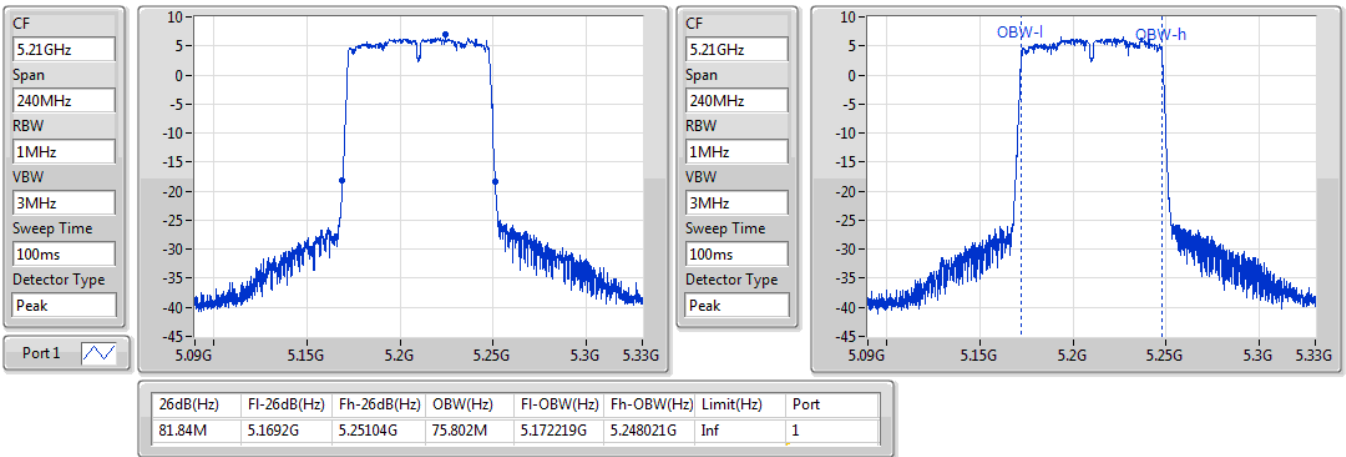 CF
5.21GHz
Span
240MHz
RBW
1MHz
VBW
3MHz
Sweep Time
100ms
Detector Type
Peak
Port 1
10
5
0
-5
-10
-15
-20
-25
-30
-35
-40
-45
5.09G 5.15G 5.2G 5.25G 5.3G 5.33G
CF
5.21GHz
Span
240MHz
RBW
1MHz
VBW
3MHz
Sweep Time
100ms
Detector Type
Peak
10
5
0
-5
-10
-15
-20
-25
-30
-35
-40
-45
OBW-l OBW-h
5.09G 5.15G 5.2G 5.25G 5.3G 5.33G
26dB(Hz) Fl-26dB(Hz) Fh-26dB(Hz) OBW(Hz) Fl-OBW(Hz) Fh-OBW(Hz) Limit(Hz) Port
81.84M 5.1692G 5.25104G 75.802M 5.172219G 5.248021G Inf 1